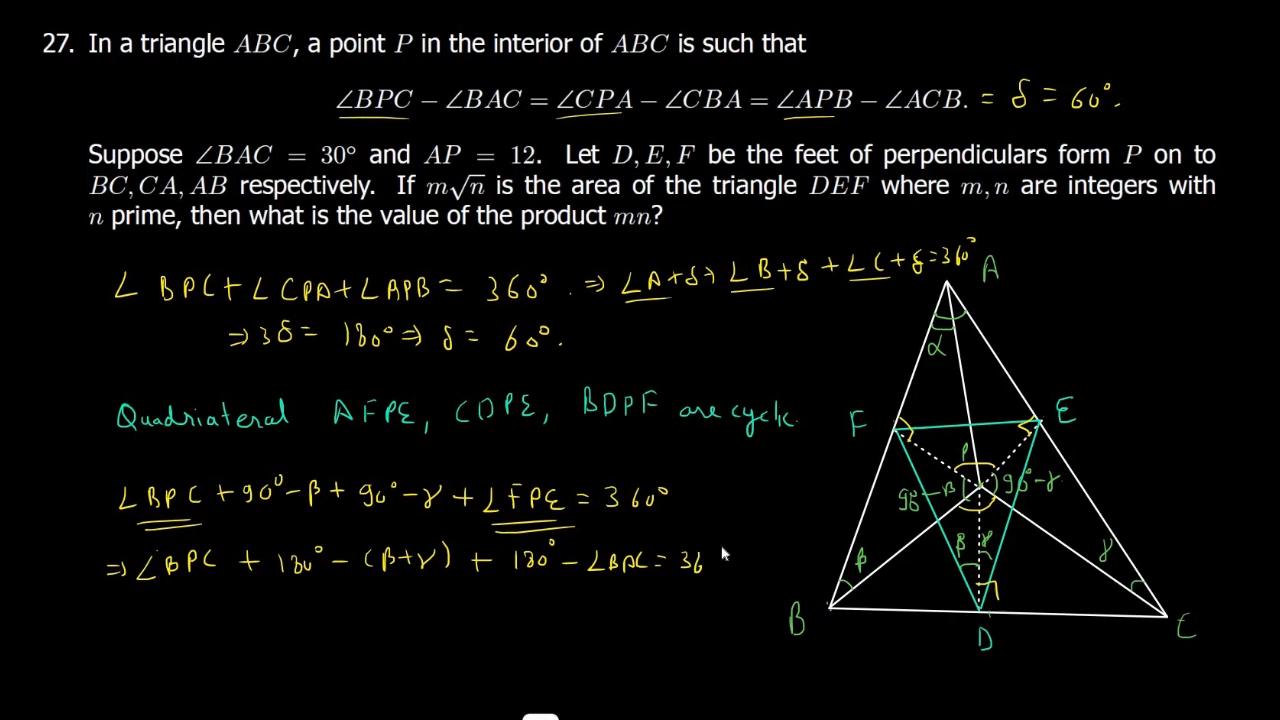 27. In a triangle ABC, a point P in the interior of ABC is such that
∠BPC − ∠BAC = ∠CPA − ∠CBA = ∠APB − ∠ACB. = δ = 60°.
Suppose ∠BAC = 30° and AP = 12. Let D, E, F be the feet of perpendiculars form P on to
BC, CA, AB respectively. If m√n is the area of the triangle DEF where m, n are integers with
n prime, then what is the value of the product mn?
∠BPC + ∠CPA + ∠APB = 360°. ⇒ ∠A+δ+ ∠B+δ + ∠C+δ = 360°
⇒ 3δ = 180° ⇒ δ = 60°.
Quadriateral AFPE, CDPE, BDPF are cyclic.
∠BPC + 90° − β + 90° − γ + ∠FPE = 360°
⇒ ∠BPC + 180° − (β+γ) + 180° − ∠BAC = 36
A
α
F
E
P
90°−β
90°−γ
β
β
γ
γ
B
D
C